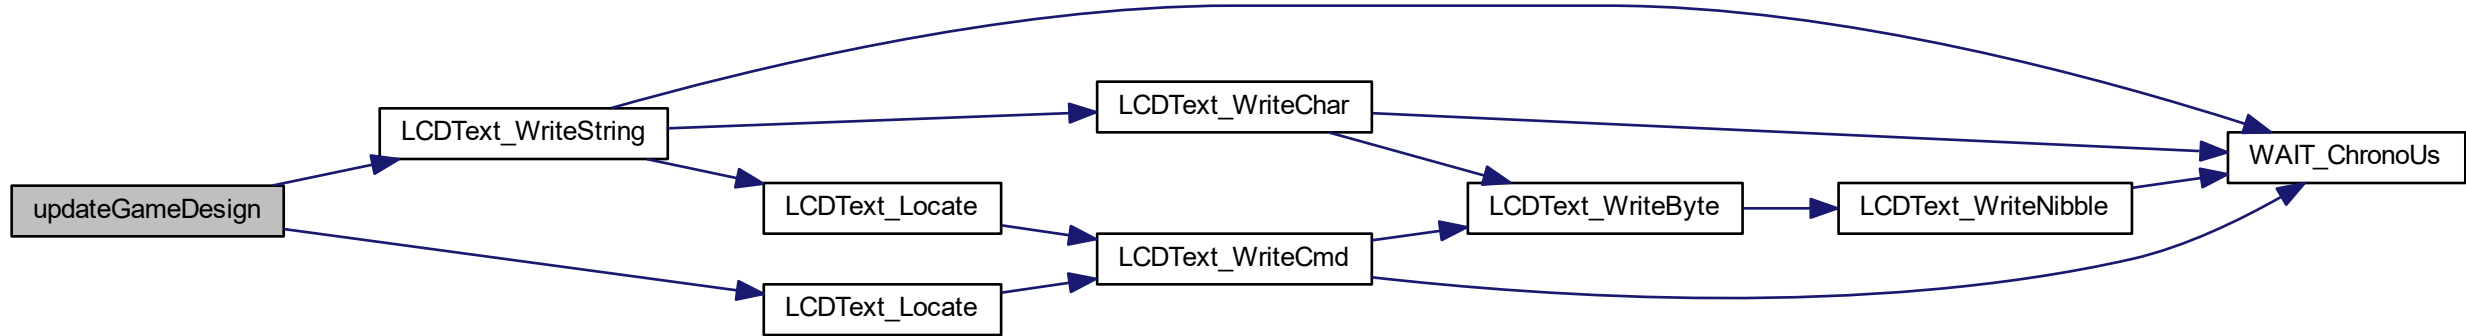 updateGameDesign
LCDText_WriteString
LCDText_Locate
LCDText_Locate
LCDText_WriteChar
LCDText_WriteCmd
LCDText_WriteByte
LCDText_WriteNibble
WAIT_ChronoUs